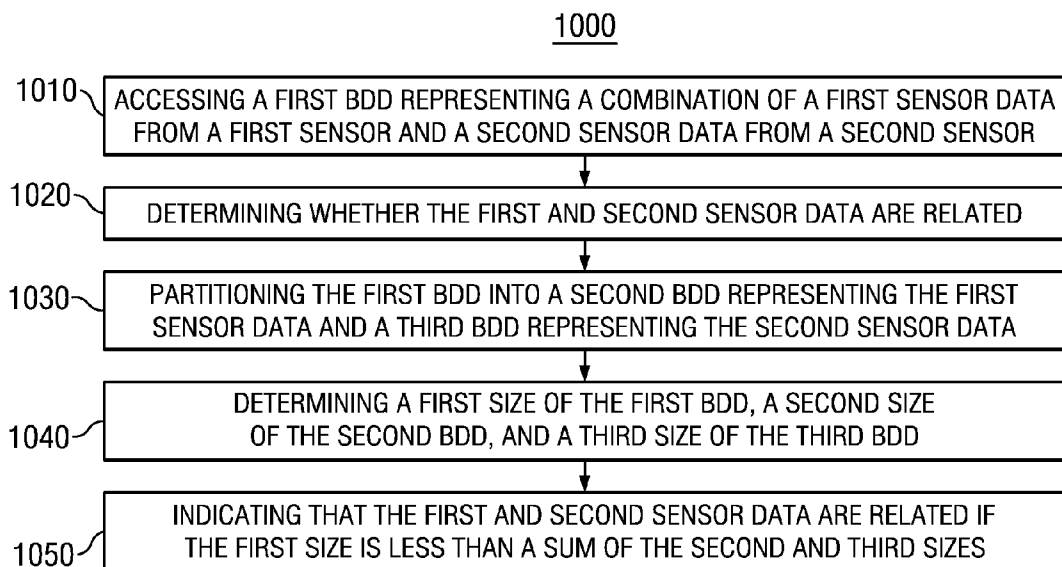 1000
1010
ACCESSING A FIRST BDD REPRESENTING A COMBINATION OF A FIRST SENSOR DATA
FROM A FIRST SENSOR AND A SECOND SENSOR DATA FROM A SECOND SENSOR
1020
DETERMINING WHETHER THE FIRST AND SECOND SENSOR DATA ARE RELATED
1030
PARTITIONING THE FIRST BDD INTO A SECOND BDD REPRESENTING THE FIRST
SENSOR DATA AND A THIRD BDD REPRESENTING THE SECOND SENSOR DATA
1040
DETERMINING A FIRST SIZE OF THE FIRST BDD, A SECOND SIZE
OF THE SECOND BDD, AND A THIRD SIZE OF THE THIRD BDD
1050
INDICATING THAT THE FIRST AND SECOND SENSOR DATA ARE RELATED IF
THE FIRST SIZE IS LESS THAN A SUM OF THE SECOND AND THIRD SIZES